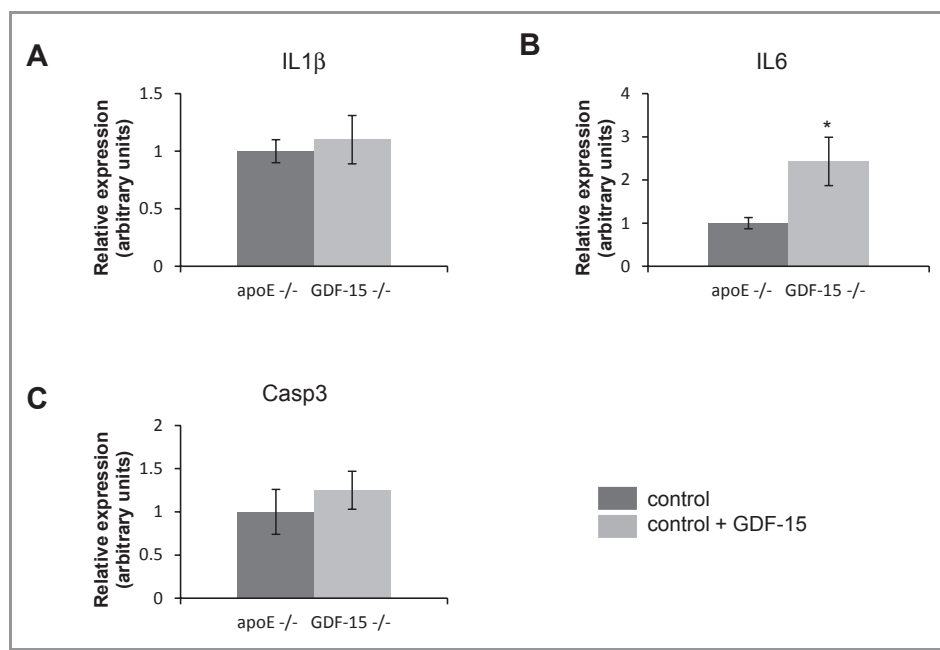 A
IL1β
Relative expression
(arbitrary units)
1.5
1
0.5
0
apoE -/- GDF-15 -/-
B
IL6
Relative expression
(arbitrary units)
4
3
2
1
0
*
apoE -/- GDF-15 -/-
C
Casp3
Relative expression
(arbitrary units)
2
1.5
1
0.5
0
apoE -/- GDF-15 -/-
control
control + GDF-15